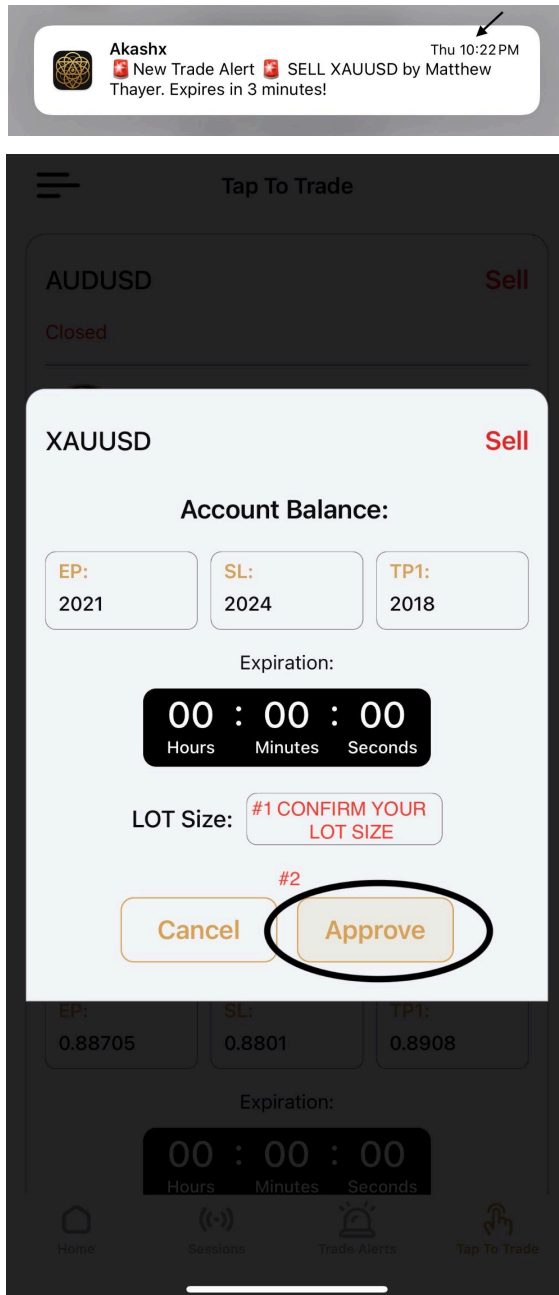 Akashx Thu 10:22 PM
🚨 New Trade Alert 🚨 SELL XAUUSD by Matthew
Thayer. Expires in 3 minutes!
Tap To Trade
AUDUSD Sell
Closed
XAUUSD Sell
Account Balance:
EP: SL: TP1:
2021 2024 2018
Expiration:
00 : 00 : 00
Hours Minutes Seconds
LOT Size: #1 CONFIRM YOUR
LOT SIZE
#2
Cancel Approve
EP: SL: TP1:
0.88705 0.8801 0.8908
Expiration:
00 : 00 : 00
Hours Minutes Seconds
Home Sessions Trade Alerts Tap To Trade